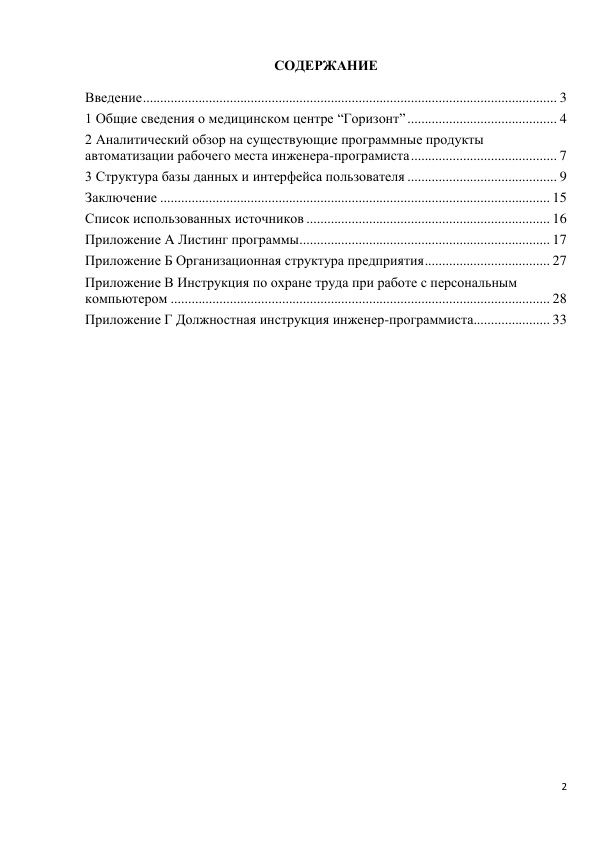 СОДЕРЖАНИЕ
Введение....................................................................................................................... 3
1 Общие сведения о медицинском центре “Горизонт” ........................................... 4
2 Аналитический обзор на существующие программные продукты
автоматизации рабочего места инженера-програмиста.......................................... 7
3 Структура базы данных и интерфейса пользователя ........................................... 9
Заключение ................................................................................................................ 15
Список использованных источников ...................................................................... 16
Приложение А Листинг программы........................................................................ 17
Приложение Б Организационная структура предприятия.................................... 27
Приложение В Инструкция по охране труда при работе с персональным
компьютером ............................................................................................................. 28
Приложение Г Должностная инструкция инженер-программиста...................... 33
2